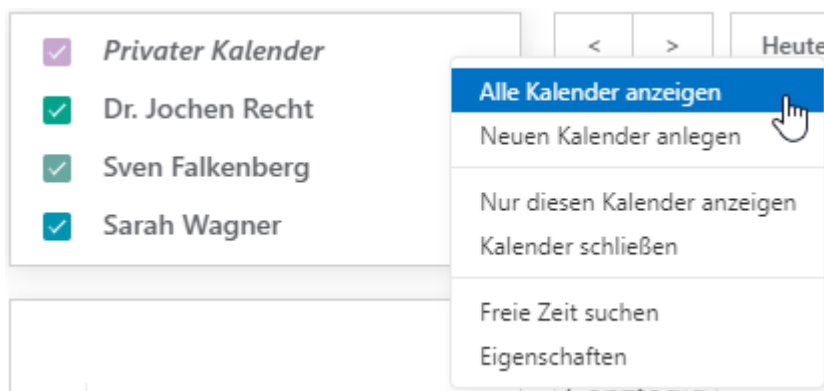 Privater Kalender
Dr. Jochen Recht
Sven Falkenberg
Sarah Wagner
< > Heute
Alle Kalender anzeigen
Neuen Kalender anlegen
Nur diesen Kalender anzeigen
Kalender schließen
Freie Zeit suchen
Eigenschaften